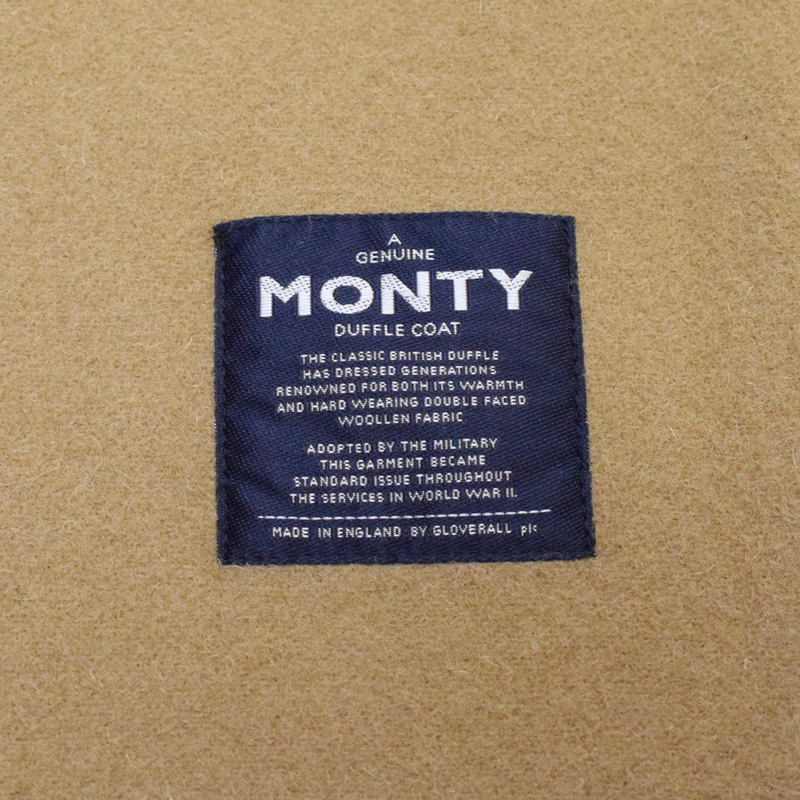 A
GENUINE
MONTY
DUFFLE COAT
THE CLASSIC BRITISH DUFFLE
HAS DRESSED GENERATIONS
RENOWNED FOR BOTH ITS WARMTH
AND HARD WEARING DOUBLE FACED
WOOLLEN FABRIC
ADOPTED BY THE MILITARY
THIS GARMENT BECAME
STANDARD ISSUE THROUGHOUT
THE SERVICES IN WORLD WAR II.
MADE IN ENGLAND BY GLOVERALL plc